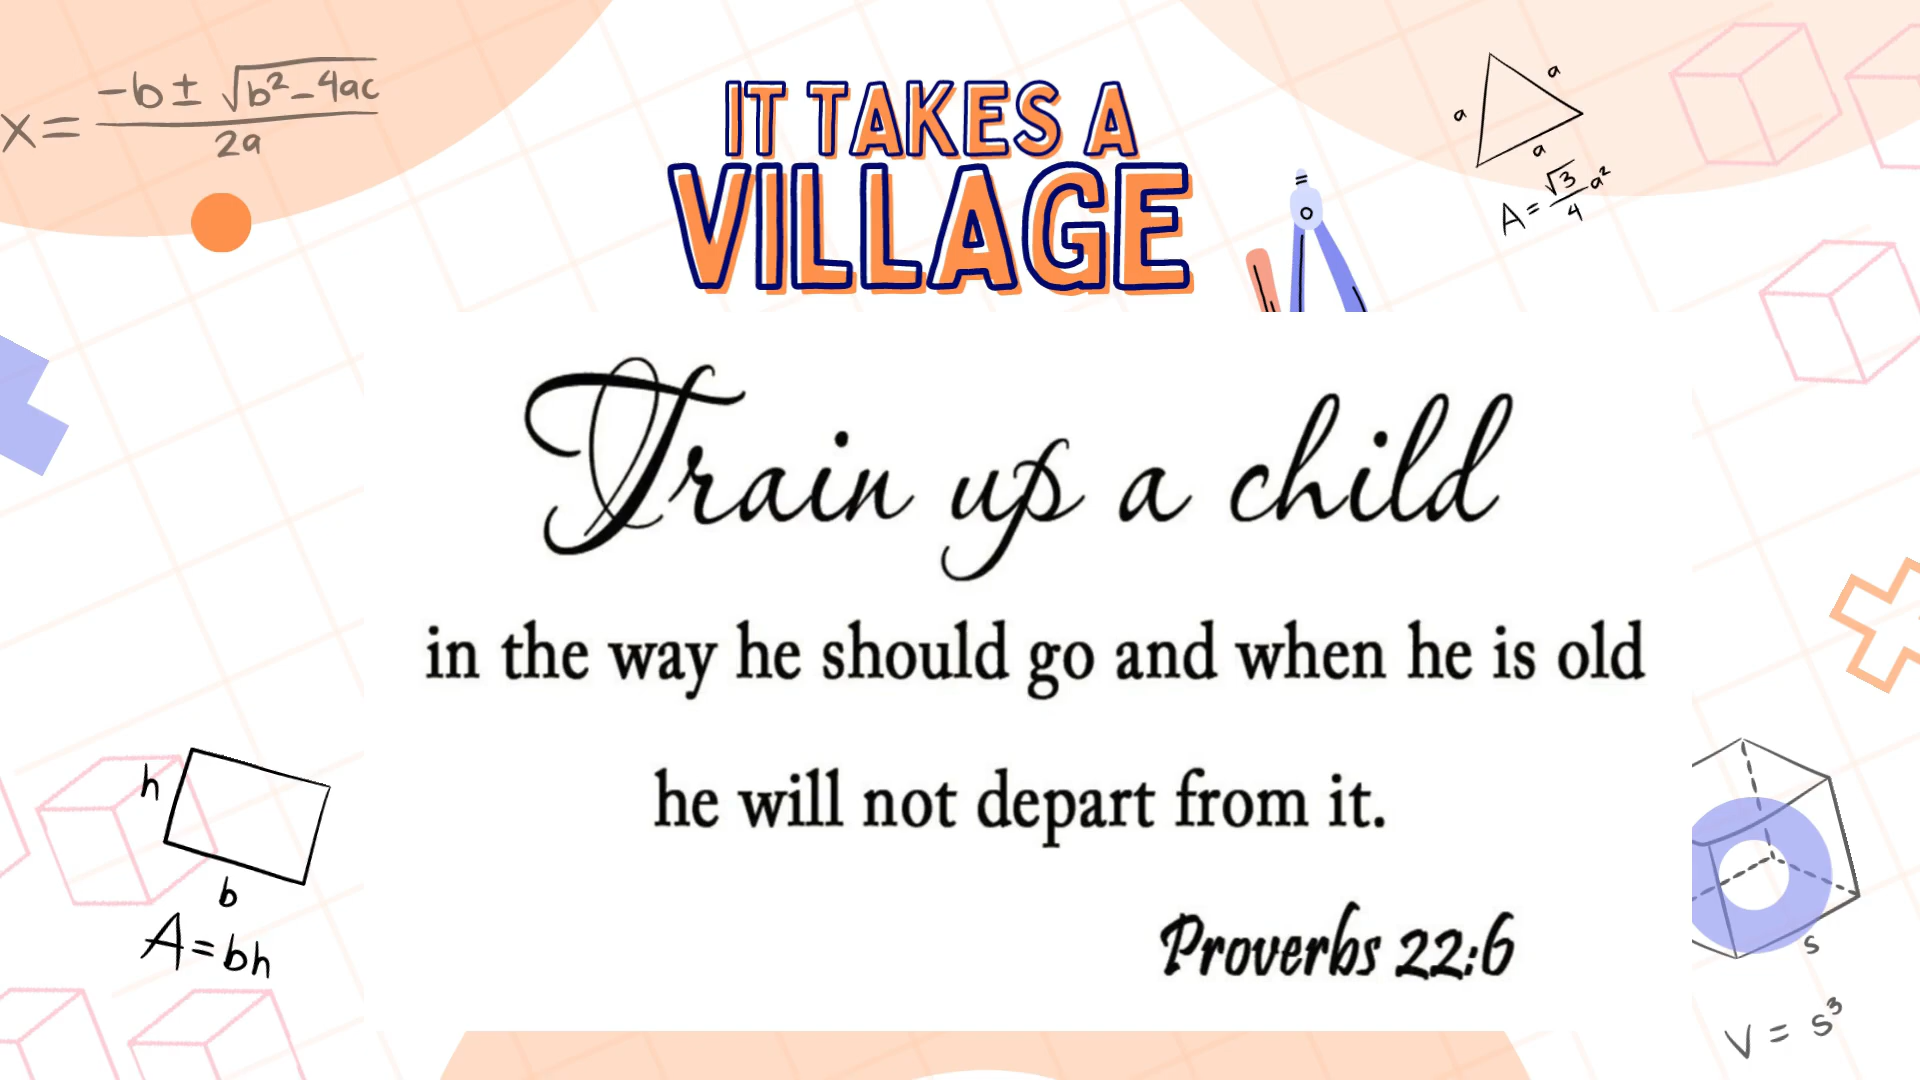 x = -b ± √b² - 4ac / 2a
IT TAKES A
VILLAGE
a
a
a
A = √3/4 a²
Train up a child
in the way he should go and when he is old
he will not depart from it.
Proverbs 22:6
h
b
A = bh
s
V = s³